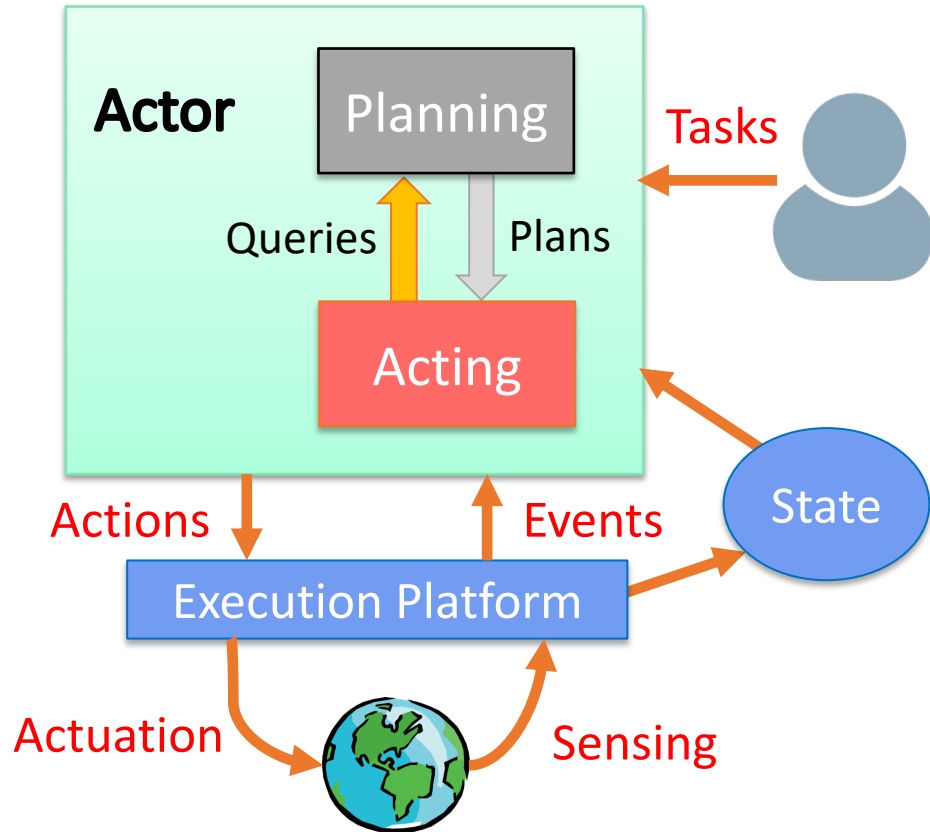 Actor
Planning
Tasks
Queries
Plans
Acting
State
Actions
Events
Execution Platform
Actuation
Sensing